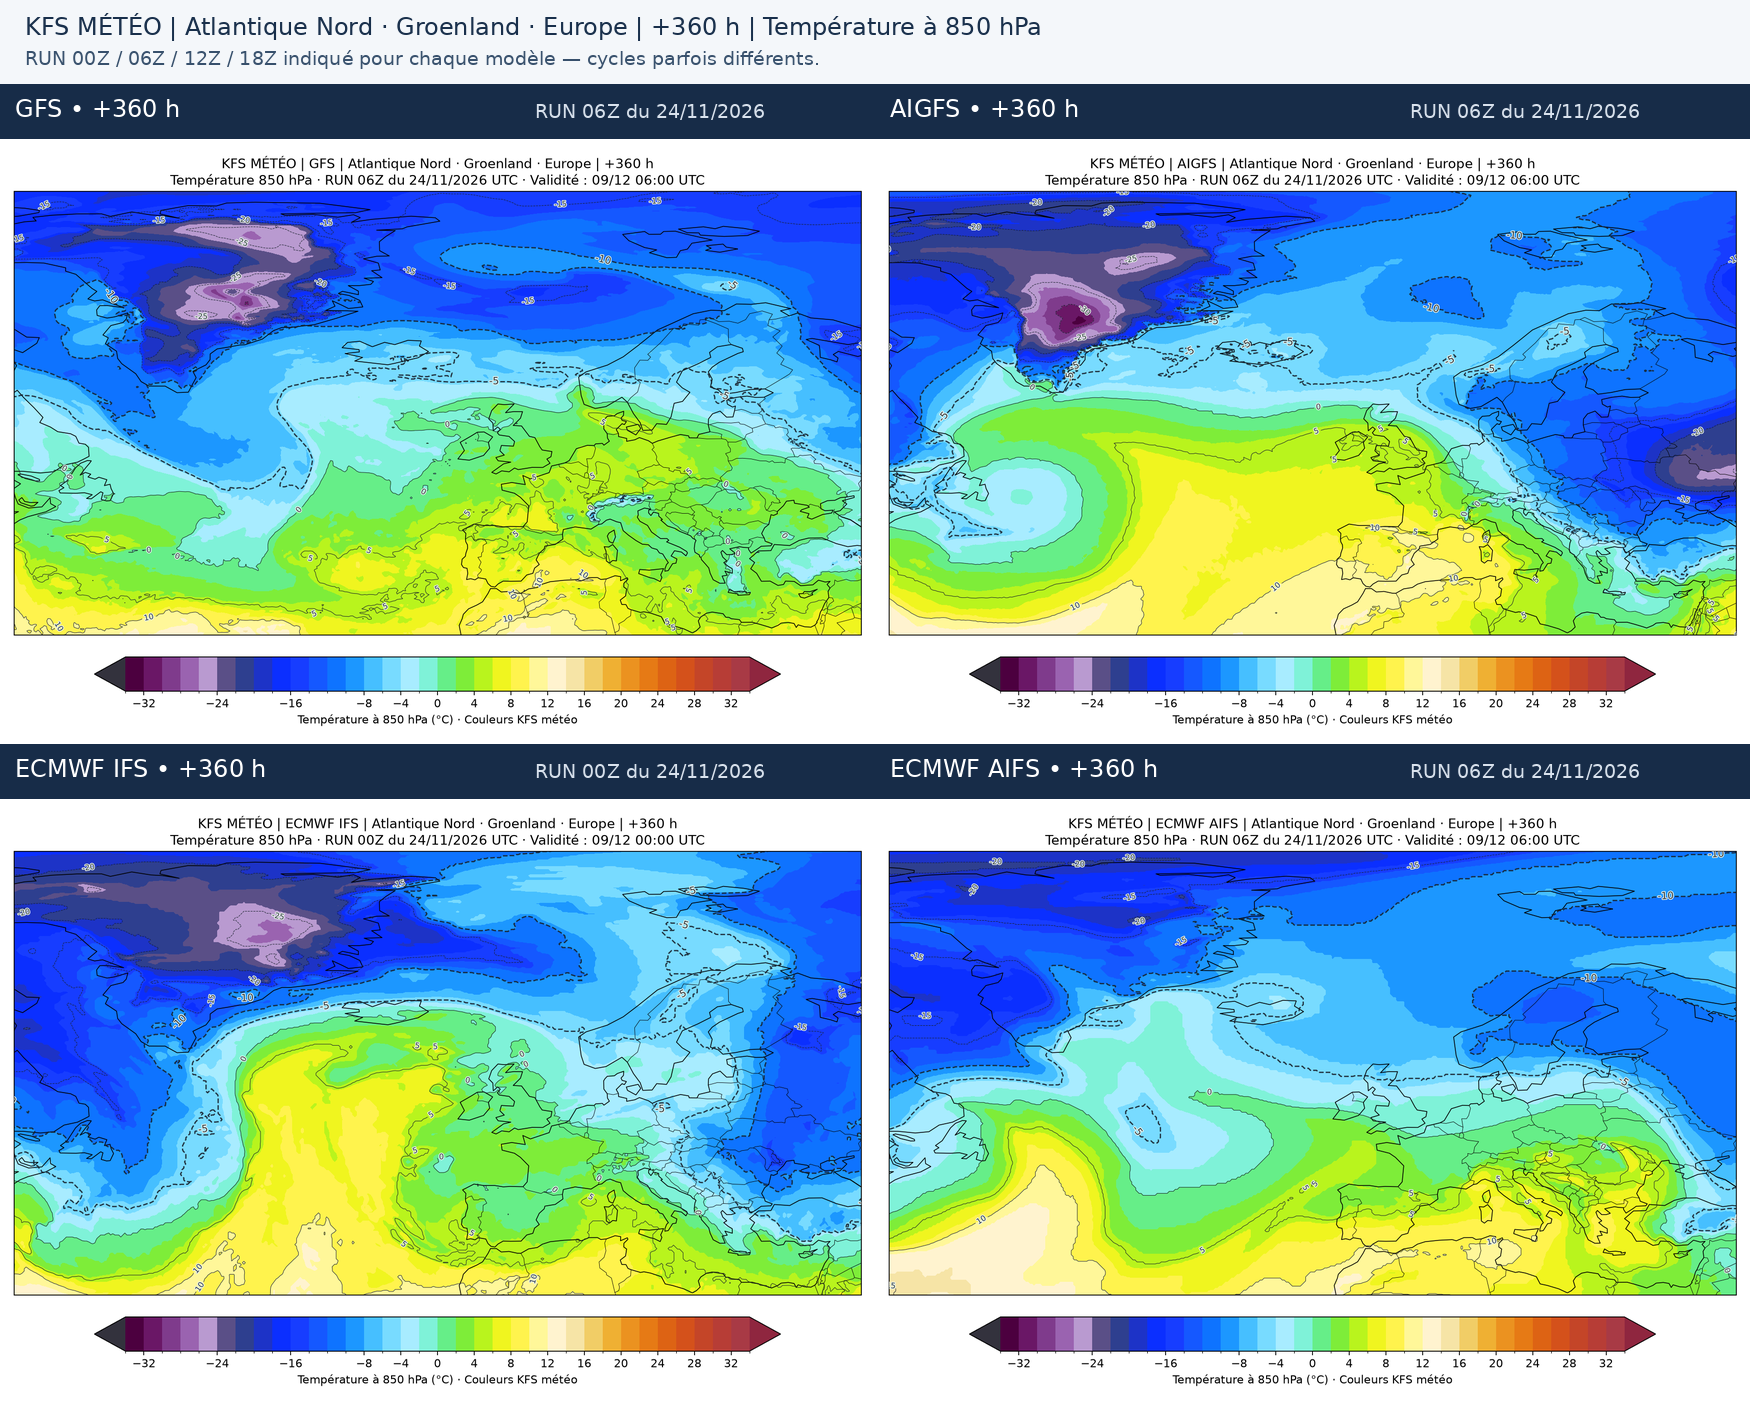 KFS MÉTÉO | Atlantique Nord · Groenland · Europe | +360 h | Température à 850 hPa
RUN 00Z / 06Z / 12Z / 18Z indiqué pour chaque modèle — cycles parfois différents.
GFS • +360 h
RUN 06Z du 24/11/2026
AIGFS • +360 h
RUN 06Z du 24/11/2026
KFS MÉTÉO | GFS | Atlantique Nord · Groenland · Europe | +360 h
Température 850 hPa · RUN 06Z du 24/11/2026 UTC · Validité : 09/12 06:00 UTC
KFS MÉTÉO | AIGFS | Atlantique Nord · Groenland · Europe | +360 h
Température 850 hPa · RUN 06Z du 24/11/2026 UTC · Validité : 09/12 06:00 UTC
−32 −24 −16 −8 −4 0 4 8 12 16 20 24 28 32
Température à 850 hPa (°C) · Couleurs KFS météo
−32 −24 −16 −8 −4 0 4 8 12 16 20 24 28 32
Température à 850 hPa (°C) · Couleurs KFS météo
ECMWF IFS • +360 h
RUN 00Z du 24/11/2026
ECMWF AIFS • +360 h
RUN 06Z du 24/11/2026
KFS MÉTÉO | ECMWF IFS | Atlantique Nord · Groenland · Europe | +360 h
Température 850 hPa · RUN 00Z du 24/11/2026 UTC · Validité : 09/12 00:00 UTC
KFS MÉTÉO | ECMWF AIFS | Atlantique Nord · Groenland · Europe | +360 h
Température 850 hPa · RUN 06Z du 24/11/2026 UTC · Validité : 09/12 06:00 UTC
−32 −24 −16 −8 −4 0 4 8 12 16 20 24 28 32
Température à 850 hPa (°C) · Couleurs KFS météo
−32 −24 −16 −8 −4 0 4 8 12 16 20 24 28 32
Température à 850 hPa (°C) · Couleurs KFS météo